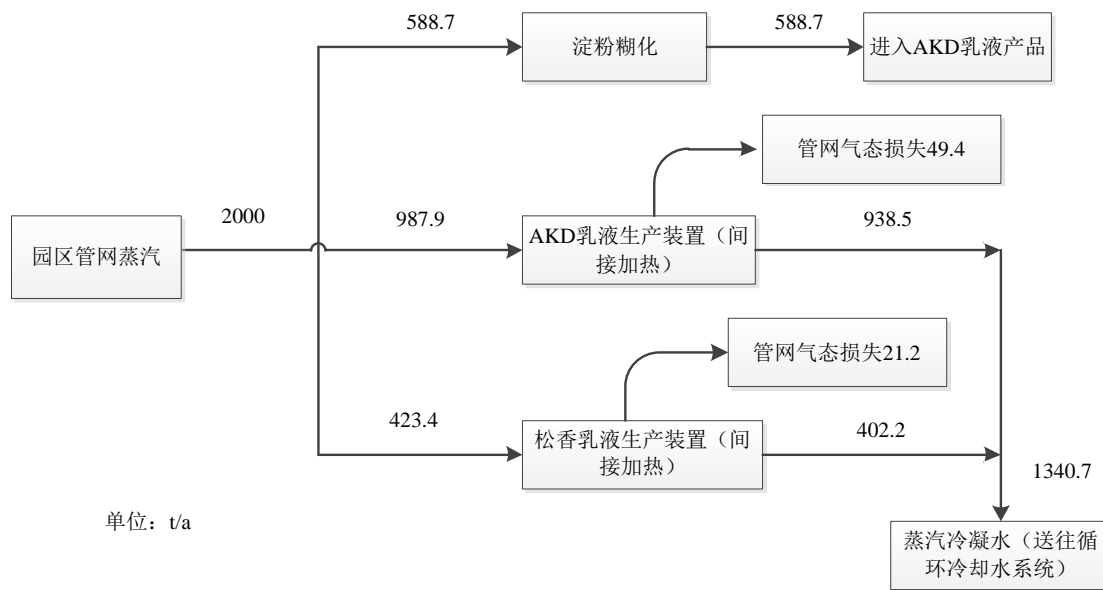 588.7
淀粉糊化
588.7
进入AKD乳液产品
管网气态损失49.4
园区管网蒸汽
2000
987.9
AKD乳液生产装置（间
接加热）
938.5
管网气态损失21.2
423.4
松香乳液生产装置（间
接加热）
402.2
1340.7
单位：t/a
蒸汽冷凝水（送往循
环冷却水系统）